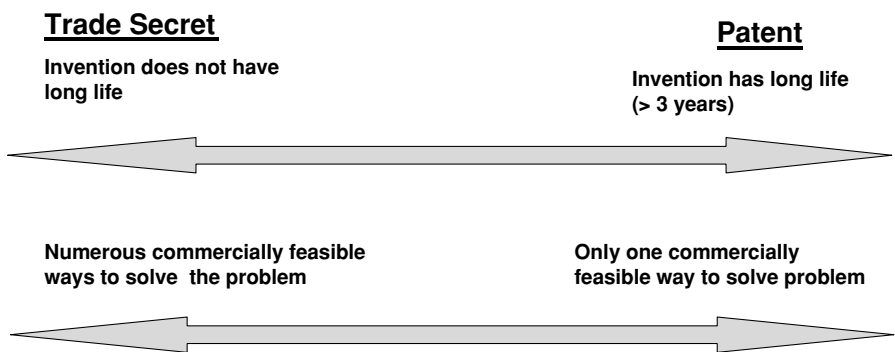 Trade Secret
Patent
Invention does not have
long life
Invention has long life
(> 3 years)
Numerous commercially feasible
ways to solve the problem
Only one commercially
feasible way to solve problem